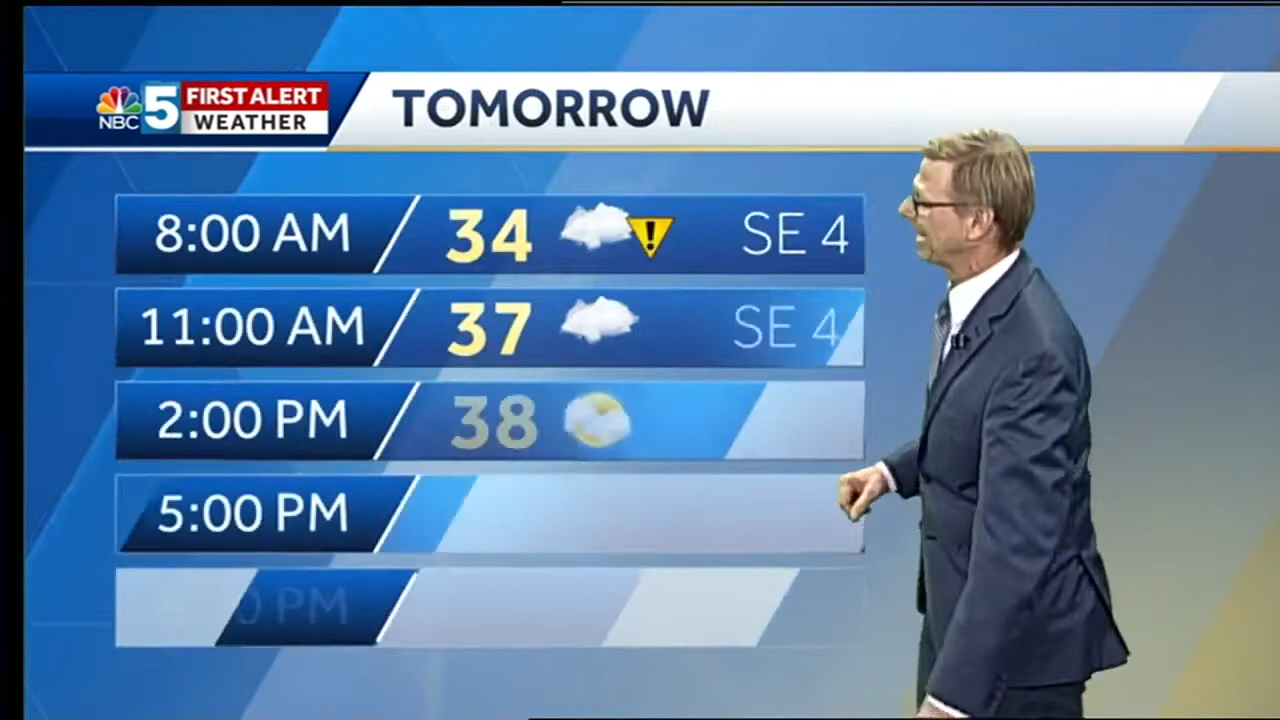 NBC 5 FIRST ALERT WEATHER
TOMORROW
8:00 AM 34 SE 4
11:00 AM 37 SE 4
2:00 PM 38
5:00 PM
PM